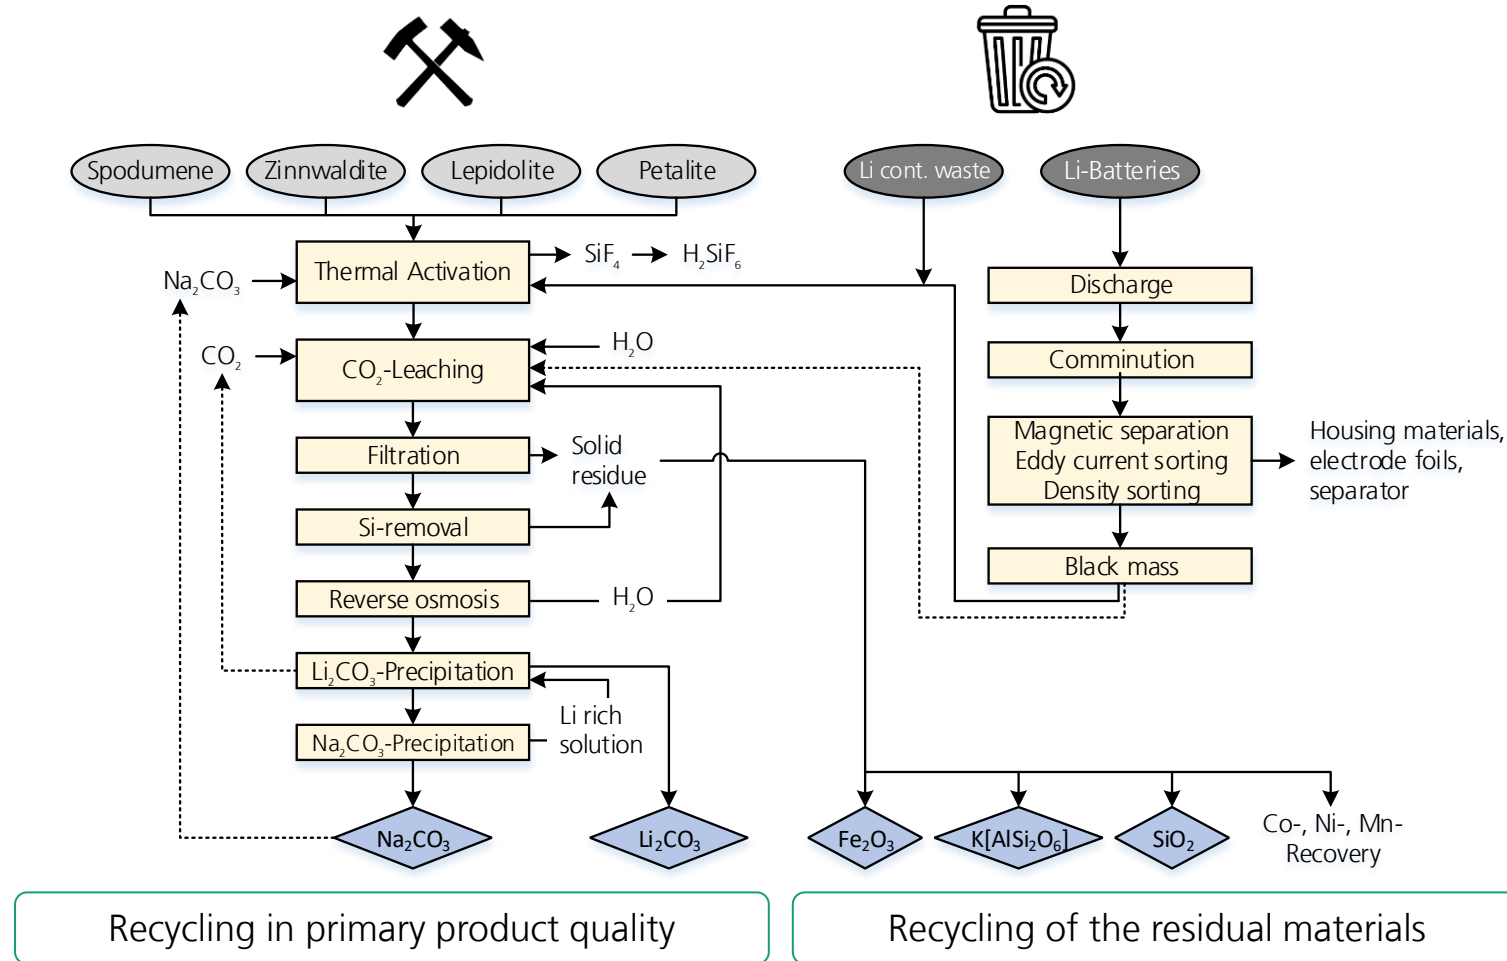 Spodumene
Zinnwaldite
Lepidolite
Petalite
Li cont. waste
Li-Batteries
Thermal Activation
SiF₄
H₂SiF₆
Na₂CO₃
Discharge
H₂O
CO₂
CO₂-Leaching
Comminution
Filtration
Solid
residue
Magnetic separation
Eddy current sorting
Density sorting
Housing materials,
electrode foils,
separator
Si-removal
Black mass
Reverse osmosis
H₂O
Li₂CO₃-Precipitation
Li rich
solution
Na₂CO₃-Precipitation
Na₂CO₃
Li₂CO₃
Fe₂O₃
K[AlSi₂O₆]
SiO₂
Co-, Ni-, Mn-
Recovery
Recycling in primary product quality
Recycling of the residual materials